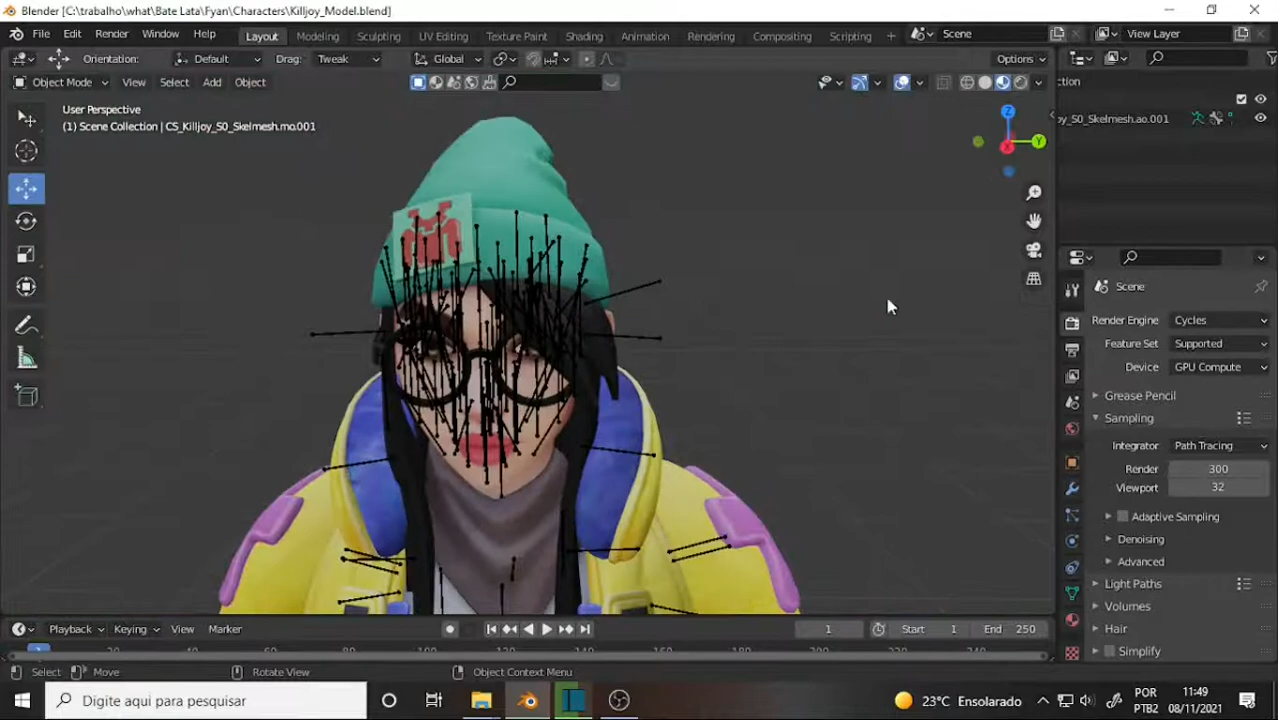 Blender [C:\trabalho\what\Bate Lata\Fyan\Characters\Killjoy_Model.blend]
File Edit Render Window Help Layout Modeling Sculpting UV Editing Texture Paint Shading Animation Rendering Compositing Scripting + Scene View Layer
Orientation: Default Drag: Tweak Global Options
Object Mode View Select Add Object
ction
User Perspective
(1) Scene Collection | CS_Killjoy_S0_Skelmesh.mo.001
oy_S0_Skelmesh.ao.001
Z
Y
X
Scene
Render Engine Cycles
Feature Set Supported
Device GPU Compute
Grease Pencil
Sampling
Integrator Path Tracing
Render 300
Viewport 32
Adaptive Sampling
Denoising
Advanced
Light Paths
Volumes
Hair
Simplify
Playback Keying View Marker 1 Start 1 End 250
Select Move Rotate View Object Context Menu
Digite aqui para pesquisar
23°C Ensolarado
POR
PTB2
11:49
08/11/2021